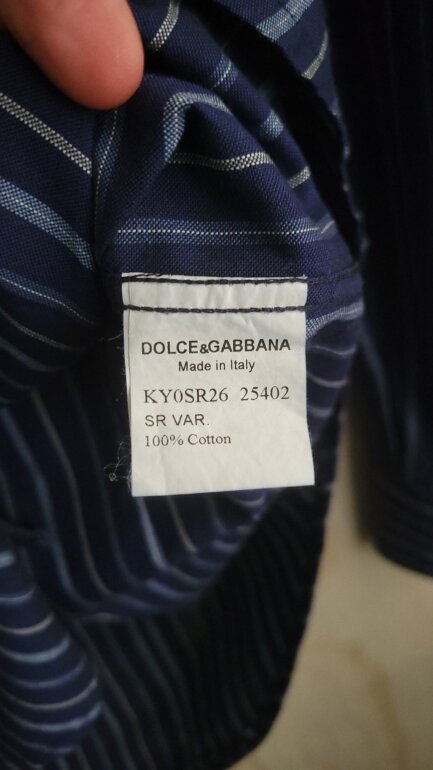 DOLCE&GABBANA
Made in Italy
KY0SR26 25402
SR VAR.
100% Cotton